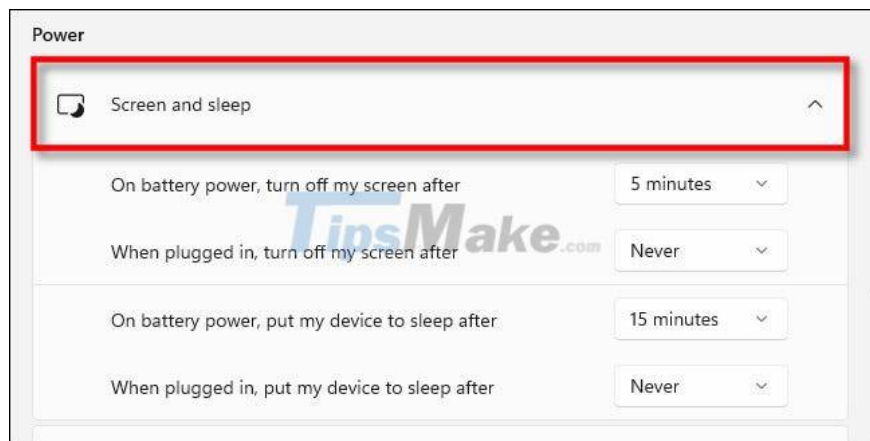 Power
Screen and sleep
On battery power, turn off my screen after 5 minutes
TipsMake.com
When plugged in, turn off my screen after Never
On battery power, put my device to sleep after 15 minutes
When plugged in, put my device to sleep after Never